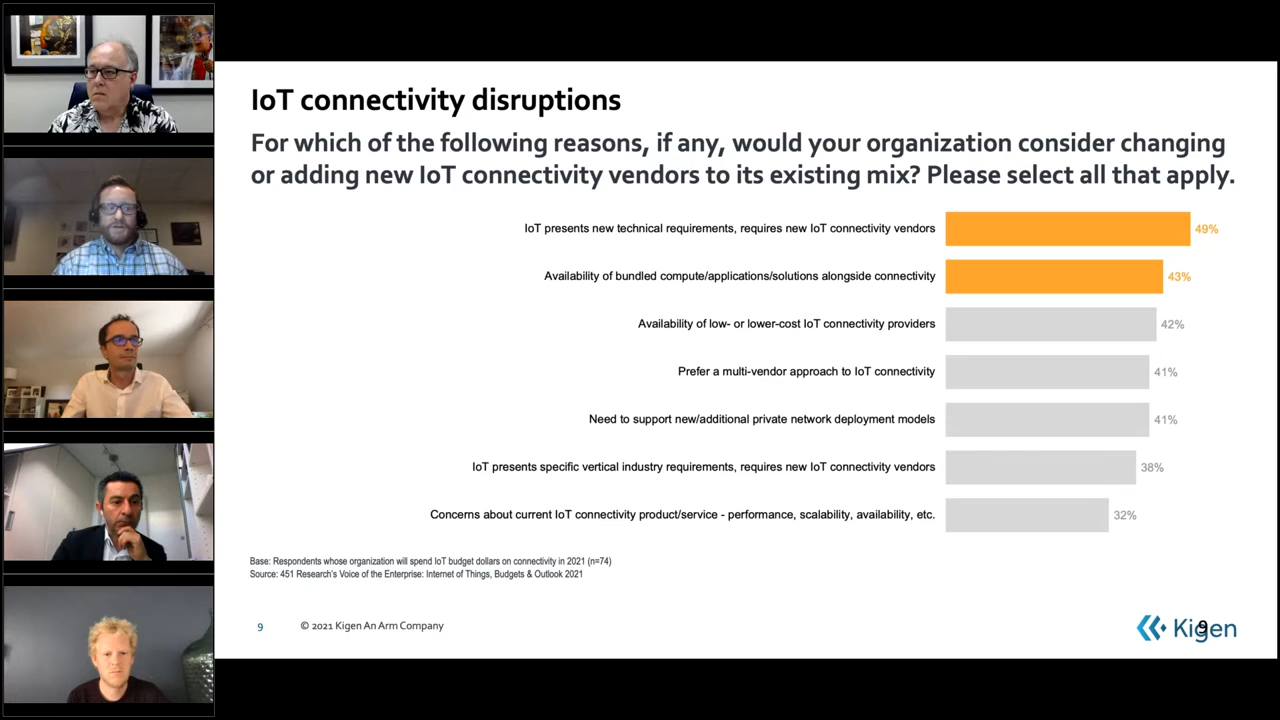 IoT connectivity disruptions
For which of the following reasons, if any, would your organization consider changing
or adding new IoT connectivity vendors to its existing mix? Please select all that apply.
IoT presents new technical requirements, requires new IoT connectivity vendors 49%
Availability of bundled compute/applications/solutions alongside connectivity 43%
Availability of low- or lower-cost IoT connectivity providers 42%
Prefer a multi-vendor approach to IoT connectivity 41%
Need to support new/additional private network deployment models 41%
IoT presents specific vertical industry requirements, requires new IoT connectivity vendors 38%
Concerns about current IoT connectivity product/service - performance, scalability, availability, etc. 32%
Base: Respondents whose organization will spend IoT budget dollars on connectivity in 2021 (n=74)
Source: 451 Research's Voice of the Enterprise: Internet of Things, Budgets & Outlook 2021
9 © 2021 Kigen An Arm Company
Kigen
9